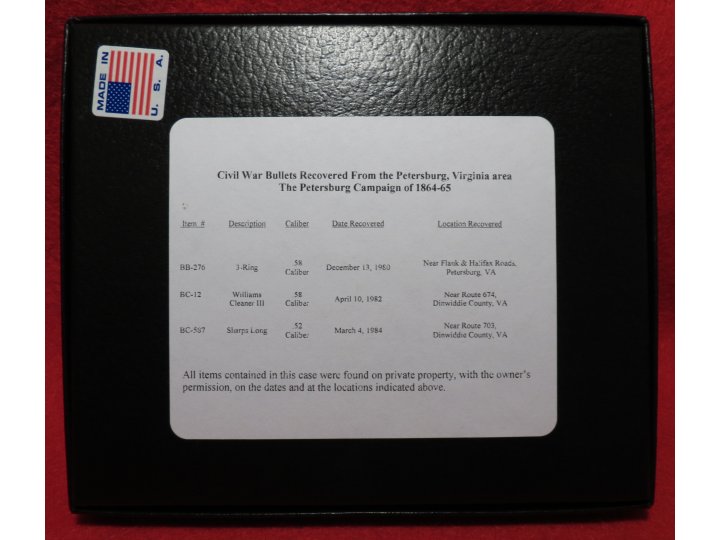 MADE IN
U. S. A.
Civil War Bullets Recovered From the Petersburg, Virginia area
The Petersburg Campaign of 1864-65
Item # Description Caliber Date Recovered Location Recovered
BB-276 3-Ring 58 Caliber December 13, 1980 Near Flank & Halifax Roads, Petersburg, VA
BC-12 Williams Cleaner III 58 Caliber April 10, 1982 Near Route 674, Dinwiddie County, VA
BC-587 Sharps Long 52 Caliber March 4, 1984 Near Route 703, Dinwiddie County, VA
All items contained in this case were found on private property, with the owner's
permission, on the dates and at the locations indicated above.